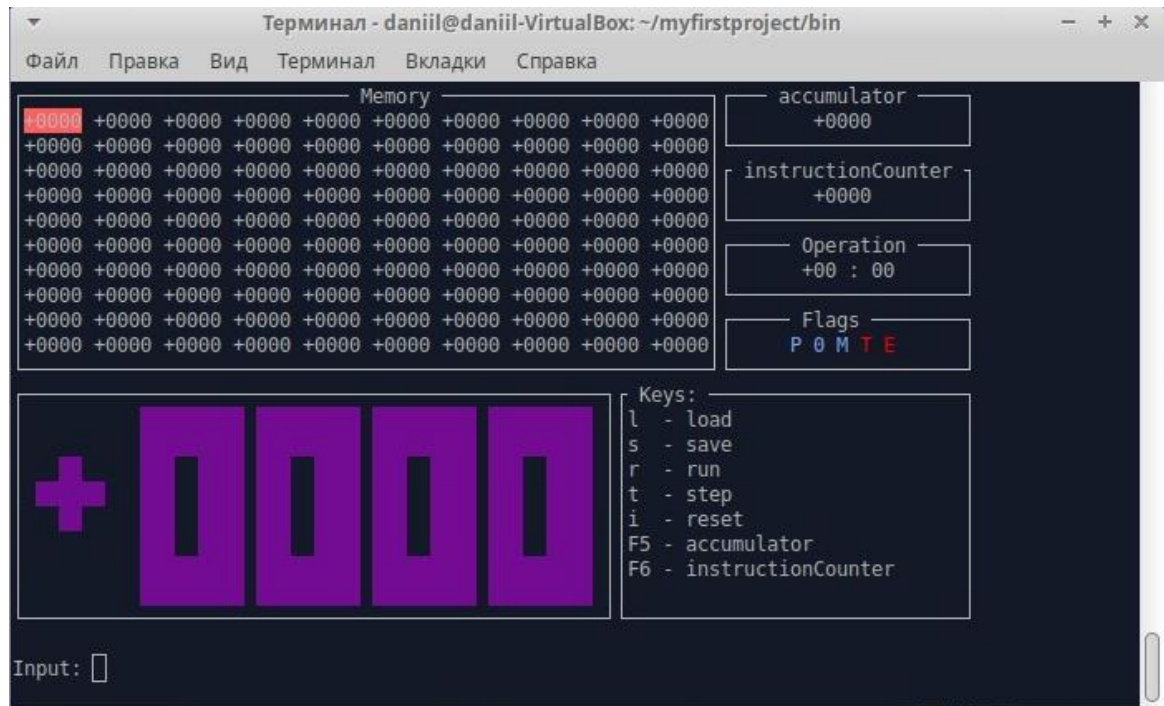 Терминал - daniil@daniil-VirtualBox: ~/myfirstproject/bin
Файл Правка Вид Терминал Вкладки Справка
Memory
+0000 +0000 +0000 +0000 +0000 +0000 +0000 +0000 +0000 +0000
+0000 +0000 +0000 +0000 +0000 +0000 +0000 +0000 +0000 +0000
+0000 +0000 +0000 +0000 +0000 +0000 +0000 +0000 +0000 +0000
+0000 +0000 +0000 +0000 +0000 +0000 +0000 +0000 +0000 +0000
+0000 +0000 +0000 +0000 +0000 +0000 +0000 +0000 +0000 +0000
+0000 +0000 +0000 +0000 +0000 +0000 +0000 +0000 +0000 +0000
+0000 +0000 +0000 +0000 +0000 +0000 +0000 +0000 +0000 +0000
+0000 +0000 +0000 +0000 +0000 +0000 +0000 +0000 +0000 +0000
+0000 +0000 +0000 +0000 +0000 +0000 +0000 +0000 +0000 +0000
+0000 +0000 +0000 +0000 +0000 +0000 +0000 +0000 +0000 +0000
accumulator
+0000
instructionCounter
+0000
Operation
+00 : 00
Flags
P 0 M T E
+0000
Keys:
l - load
s - save
r - run
t - step
i - reset
F5 - accumulator
F6 - instructionCounter
Input: